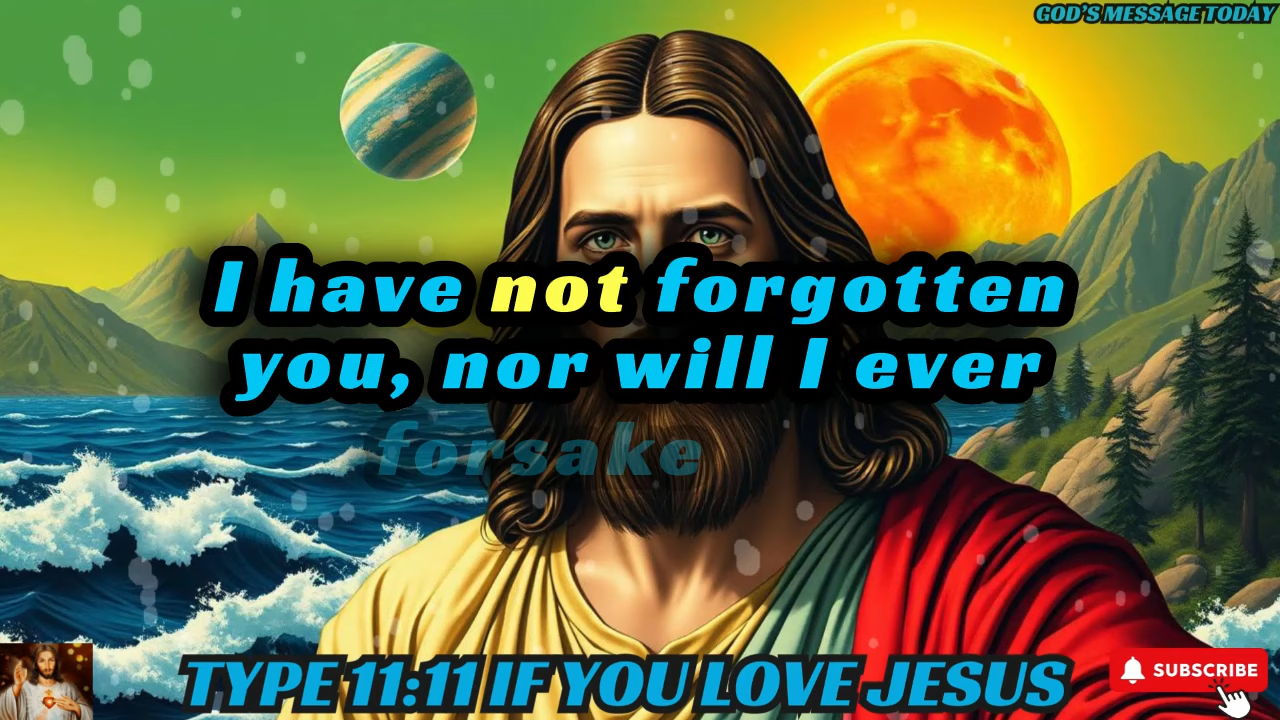 GOD'S MESSAGE TODAY
I have not forgotten
you, nor will I ever
forsake
TYPE 11:11 IF YOU LOVE JESUS
SUBSCRIBE